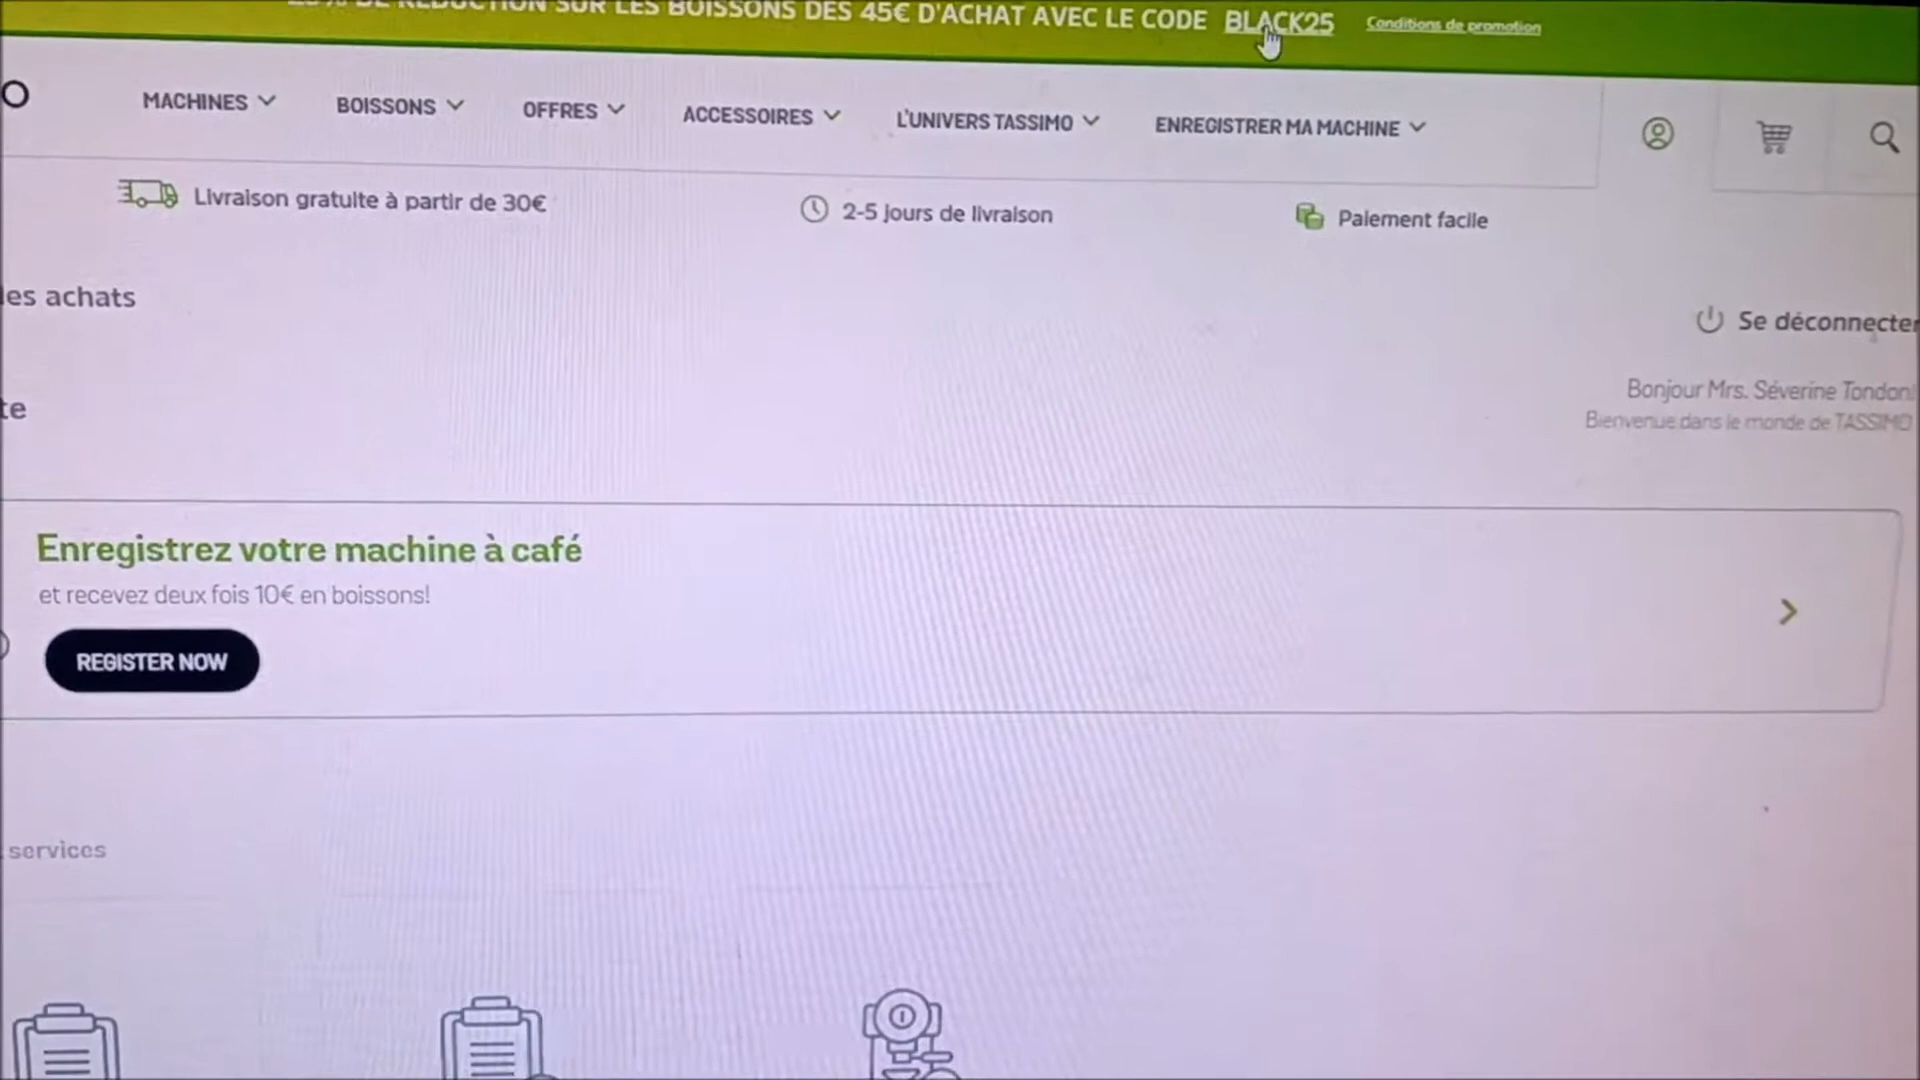 RÉDUCTION SUR LES BOISSONS DÈS 45€ D'ACHAT AVEC LE CODE BLACK25 Conditions de promotion
O MACHINES BOISSONS OFFRES ACCESSOIRES L'UNIVERS TASSIMO ENREGISTRER MA MACHINE
Livraison gratuite à partir de 30€ 2-5 jours de livraison Paiement facile
es achats
Se déconnecter
te
Bonjour Mrs. Séverine Tondon!
Bienvenue dans le monde de TASSIMO
Enregistrez votre machine à café
et recevez deux fois 10€ en boissons!
REGISTER NOW
services